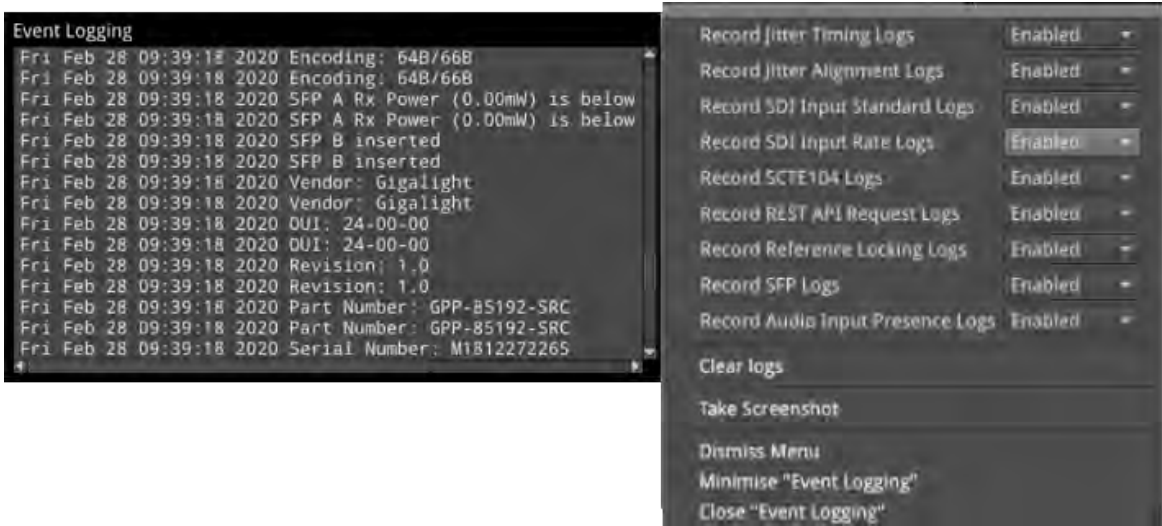 Event Logging
Fri Feb 28 09:39:18 2020 Encoding: 64B/66B
Fri Feb 28 09:39:18 2020 Encoding: 64B/66B
Fri Feb 28 09:39:18 2020 SFP A Rx Power (0.00mW) is below
Fri Feb 28 09:39:18 2020 SFP A Rx Power (0.00mW) is below
Fri Feb 28 09:39:18 2020 SFP B inserted
Fri Feb 28 09:39:18 2020 SFP B inserted
Fri Feb 28 09:39:18 2020 Vendor: Gigalight
Fri Feb 28 09:39:18 2020 Vendor: Gigalight
Fri Feb 28 09:39:18 2020 OUI: 24-00-00
Fri Feb 28 09:39:18 2020 OUI: 24-00-00
Fri Feb 28 09:39:18 2020 Revision: 1.0
Fri Feb 28 09:39:18 2020 Revision: 1.0
Fri Feb 28 09:39:18 2020 Part Number: GPP-85192-SRC
Fri Feb 28 09:39:18 2020 Part Number: GPP-85192-SRC
Fri Feb 28 09:39:18 2020 Serial Number: M1812272265
Record Jitter Timing Logs Enabled
Record Jitter Alignment Logs Enabled
Record SDI Input Standard Logs Enabled
Record SDI Input Rate Logs Enabled
Record SCTE104 Logs Enabled
Record REST API Request Logs Enabled
Record Reference Locking Logs Enabled
Record SFP Logs Enabled
Record Audio Input Presence Logs Enabled
Clear logs
Take Screenshot
Dismiss Menu
Minimise "Event Logging"
Close "Event Logging"